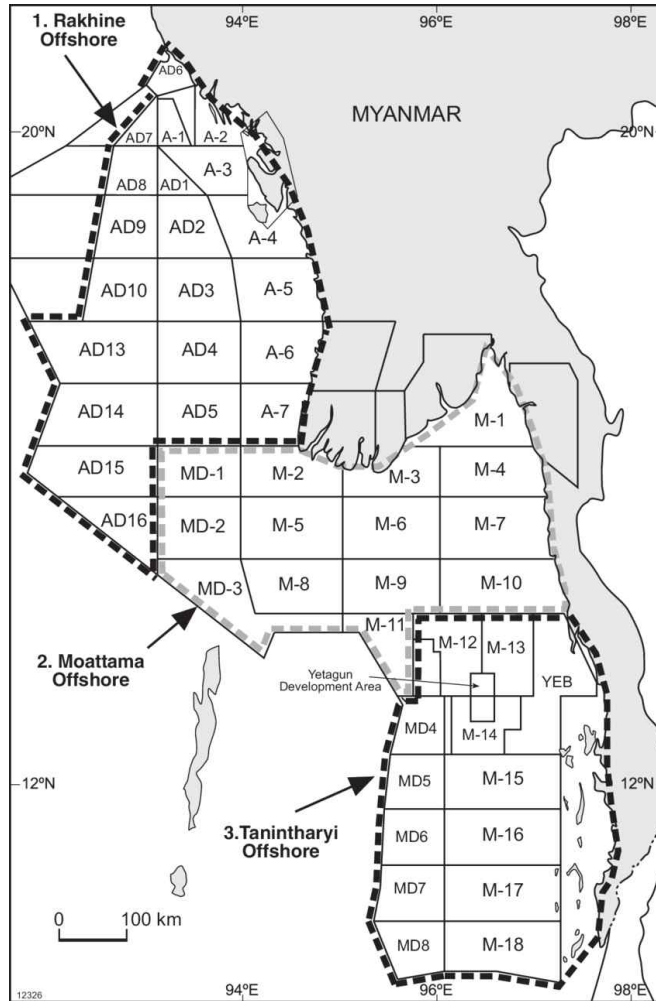 94ºE
96ºE
98ºE
1. Rakhine
Offshore
AD6
MYANMAR
20ºN
20ºN
AD7
A-1
A-2
A-3
AD8
AD1
AD9
AD2
A-4
AD10
AD3
A-5
AD13
AD4
A-6
AD14
AD5
A-7
M-1
AD15
MD-1
M-2
M-3
M-4
AD16
MD-2
M-5
M-6
M-7
MD-3
M-8
M-9
M-10
M-11
2. Moattama
Offshore
M-12
M-13
Yetagun
Development Area
YEB
MD4
M-14
12ºN
12ºN
MD5
M-15
3.Tanintharyi
Offshore
MD6
M-16
MD7
M-17
0
100 km
MD8
M-18
12326
94ºE
96ºE
98ºE